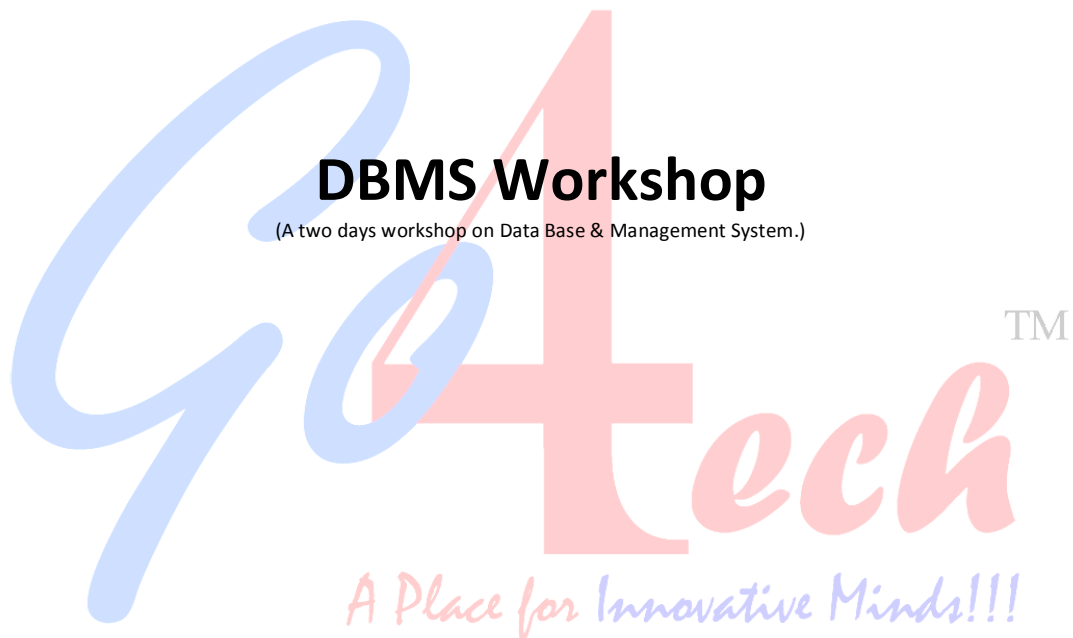 DBMS Workshop
(A two days workshop on Data Base & Management System.)
Go4tech
TM
A Place for Innovative Minds!!!